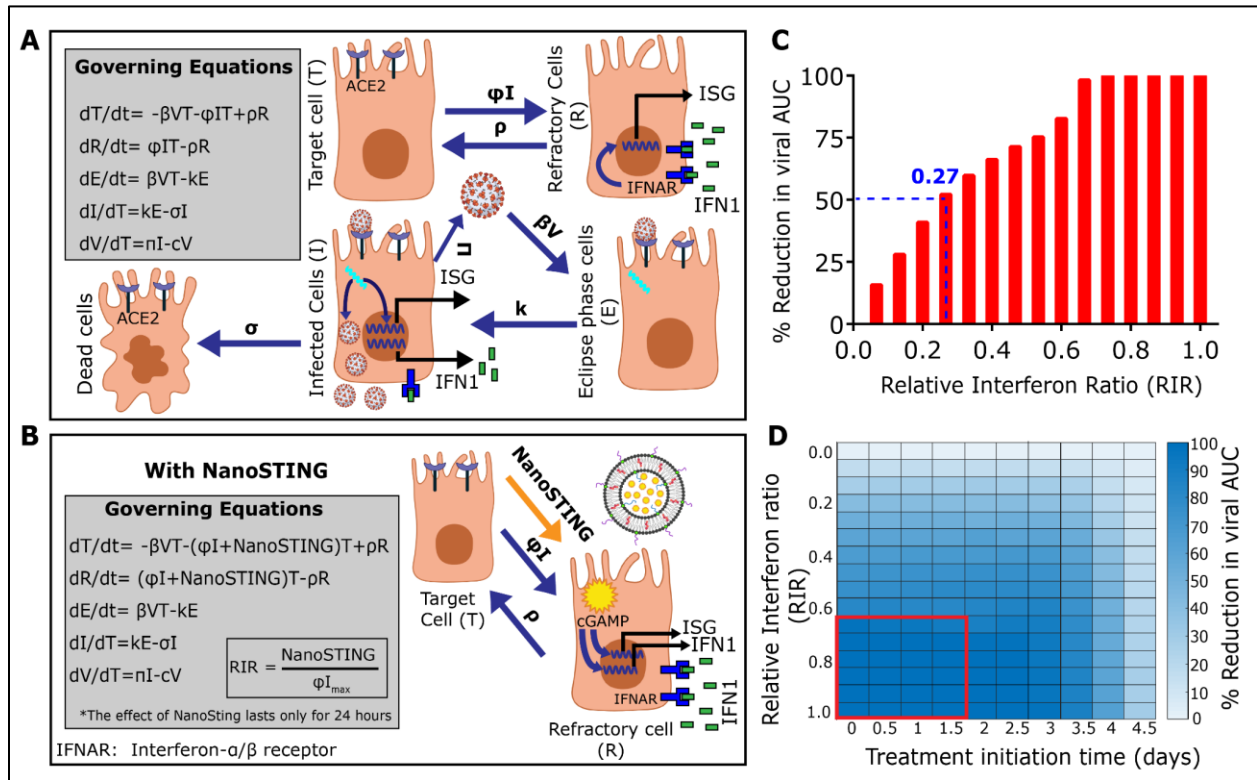 A
Governing Equations
dT/dt= -βVT-φIT+ρR
dR/dt= φIT-ρR
dE/dt= βVT-kE
dI/dT=kE-σI
dV/dT=πI-cV
Target cell (T)
ACE2
φI
ρ
Refractory Cells
(R)
ISG
IFNAR
IFN1
Dead cells
ACE2
σ
Infected Cells (I)
Π
ISG
IFN1
βV
k
Eclipse phase cells
(E)
B
With NanoSTING
Governing Equations
dT/dt= -βVT-(φI+NanoSTING)T+ρR
dR/dt= (φI+NanoSTING)T-ρR
dE/dt= βVT-kE
dI/dT=kE-σI
dV/dT=πI-cV
RIR = NanoSTING
φImax
*The effect of NanoSting lasts only for 24 hours
IFNAR: Interferon-α/β receptor
Target
Cell (T)
NanoSTING
φI
ρ
cGAMP
ISG
IFN1
IFNAR
IFN1
Refractory cell
(R)
C
% Reduction in viral AUC
100
75
50
25
0
0.27
0.0 0.2 0.4 0.6 0.8 1.0
Relative Interferon Ratio (RIR)
D
Relative Interferon ratio
(RIR)
0.0
0.2
0.4
0.6
0.8
1.0
0 0.5 1 1.5 2 2.5 3 3.5 4 4.5
Treatment initiation time (days)
100
90
80
70
60
50
40
30
20
10
0
% Reduction in viral AUC